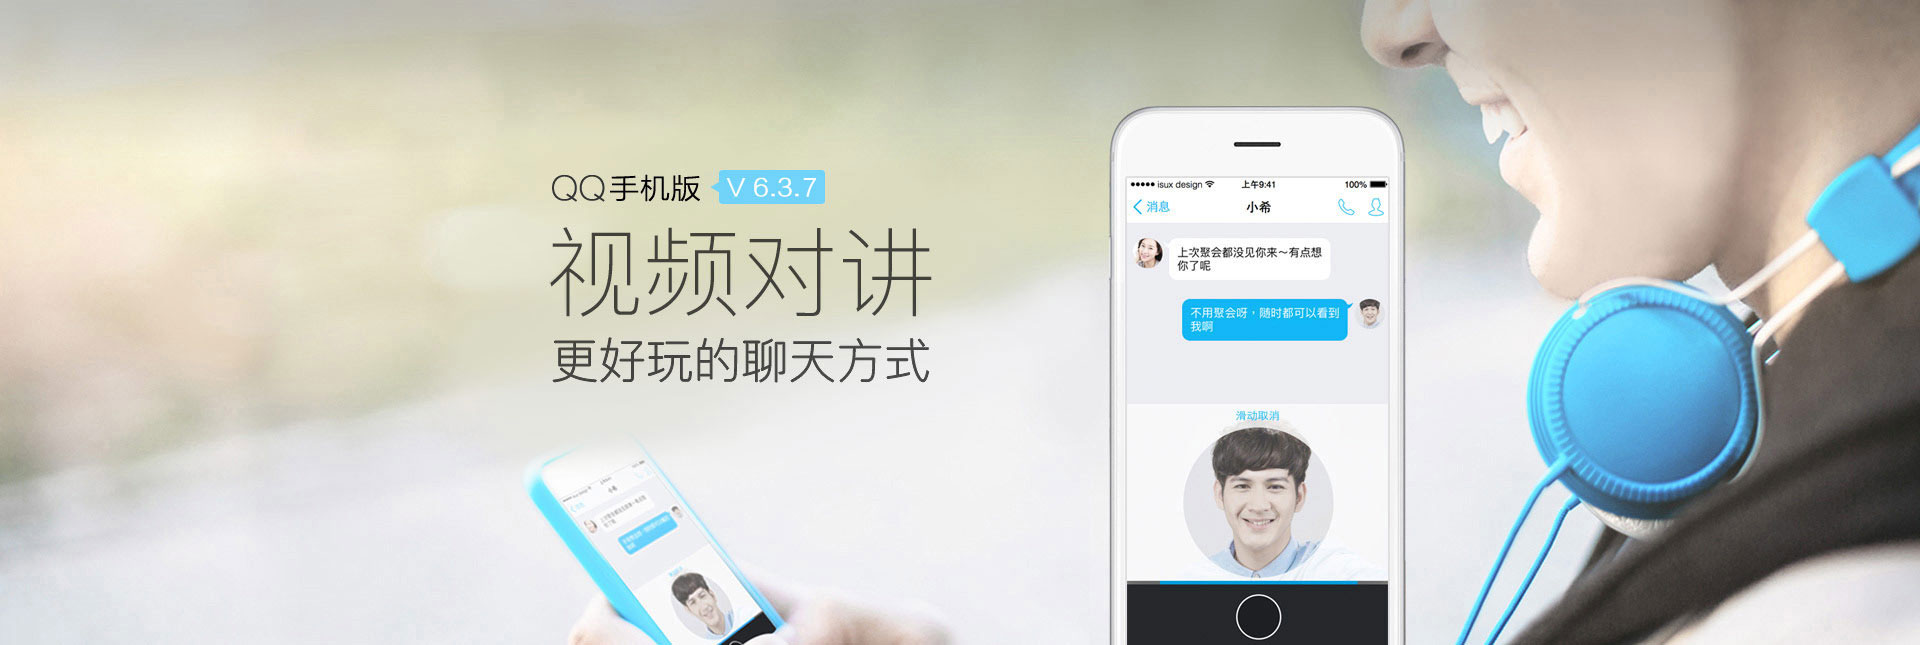 QQ手机版 V 6.3.7
视频对讲
更好玩的聊天方式
isux design 上午9:41 100%
消息 小希
上次聚会都没见你来～有点想
你了呢
不用聚会呀，随时都可以看到
我啊
滑动取消